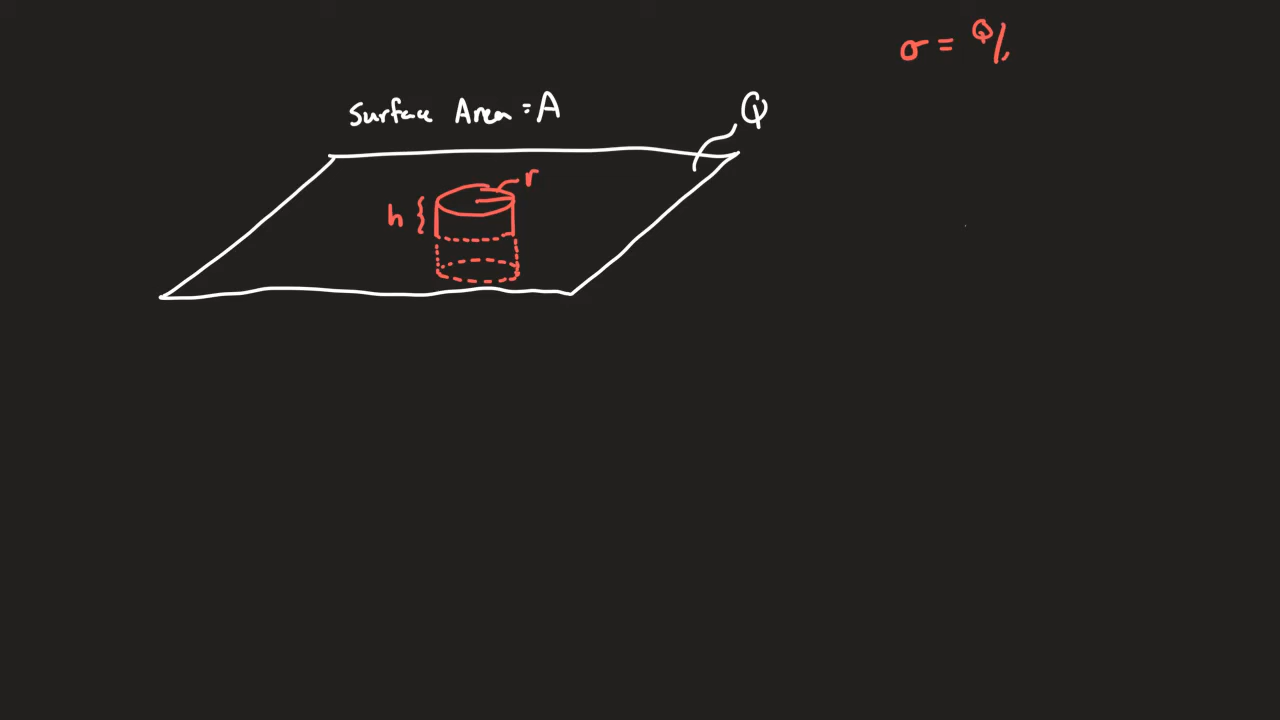 σ = Q/
Surface Area = A
Q
r
h {